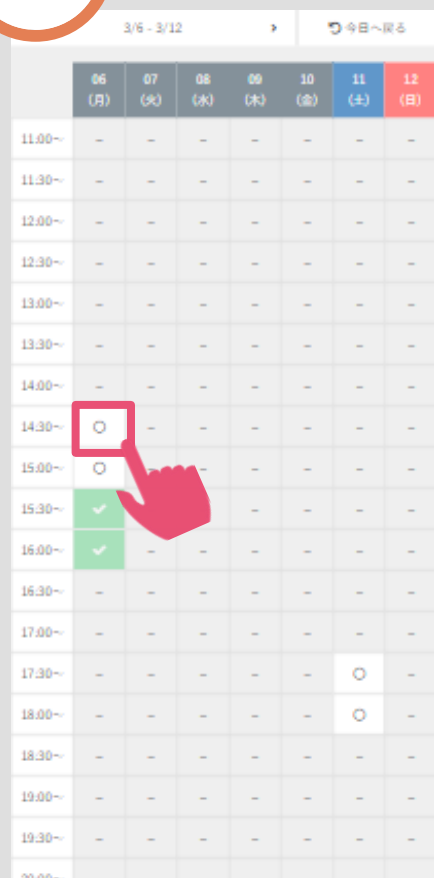 3/6 - 3/12 > 今日へ戻る
06 07 08 09 10 11 12
(月) (火) (水) (木) (金) (土) (日)
11:00~ - - - - - - -
11:30~ - - - - - - -
12:00~ - - - - - - -
12:30~ - - - - - - -
13:00~ - - - - - - -
13:30~ - - - - - - -
14:00~ - - - - - - -
14:30~ ○ - - - - - -
15:00~ ○ - - - - - -
15:30~ ✓ - - - - -
16:00~ ✓ - - - - - -
16:30~ - - - - - - -
17:00~ - - - - - - -
17:30~ - - - - - ○ -
18:00~ - - - - - ○ -
18:30~ - - - - - - -
19:00~ - - - - - - -
19:30~ - - - - - - -